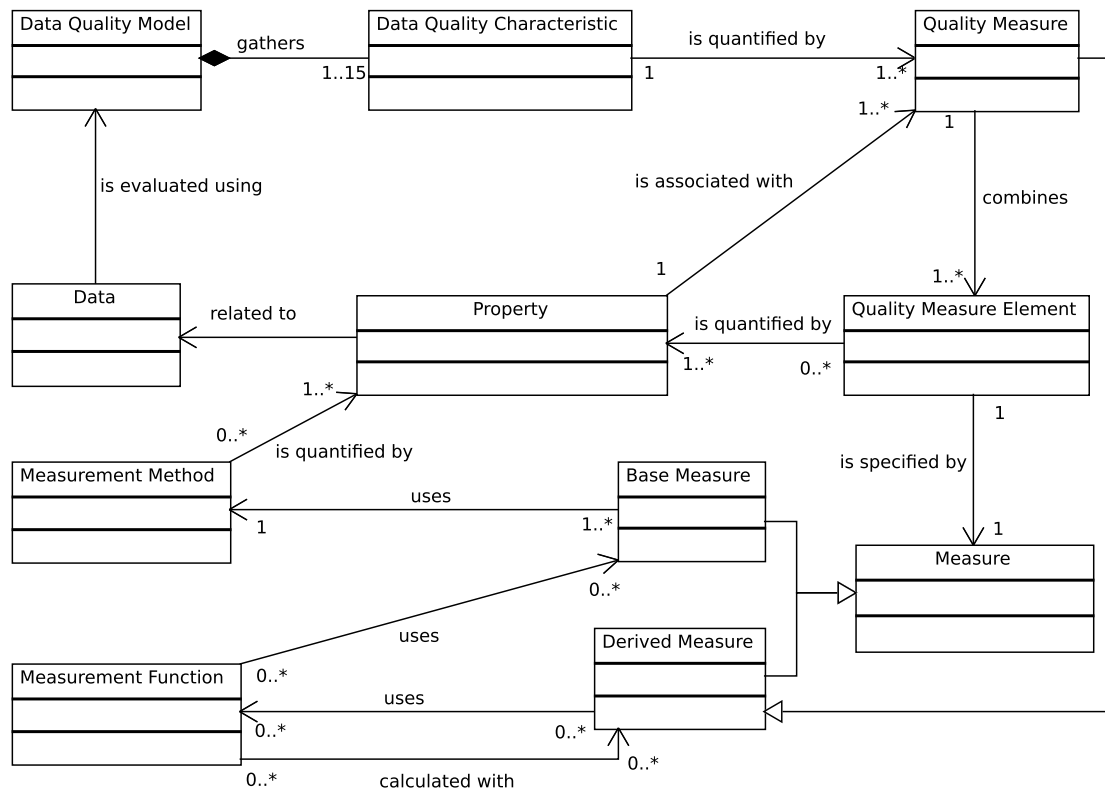 Data Quality Model
gathers
1..15
Data Quality Characteristic
is quantified by
1
1..*
Quality Measure
1..*
1
is associated with
is evaluated using
combines
1
1..*
Data
related to
Property
is quantified by
1..*
0..*
Quality Measure Element
1..*
0..*
is quantified by
1
is specified by
1
Measurement Method
uses
1
1..*
Base Measure
0..*
Measure
uses
0..*
Derived Measure
Measurement Function
uses
0..*
0..*
0..*
calculated with
0..*